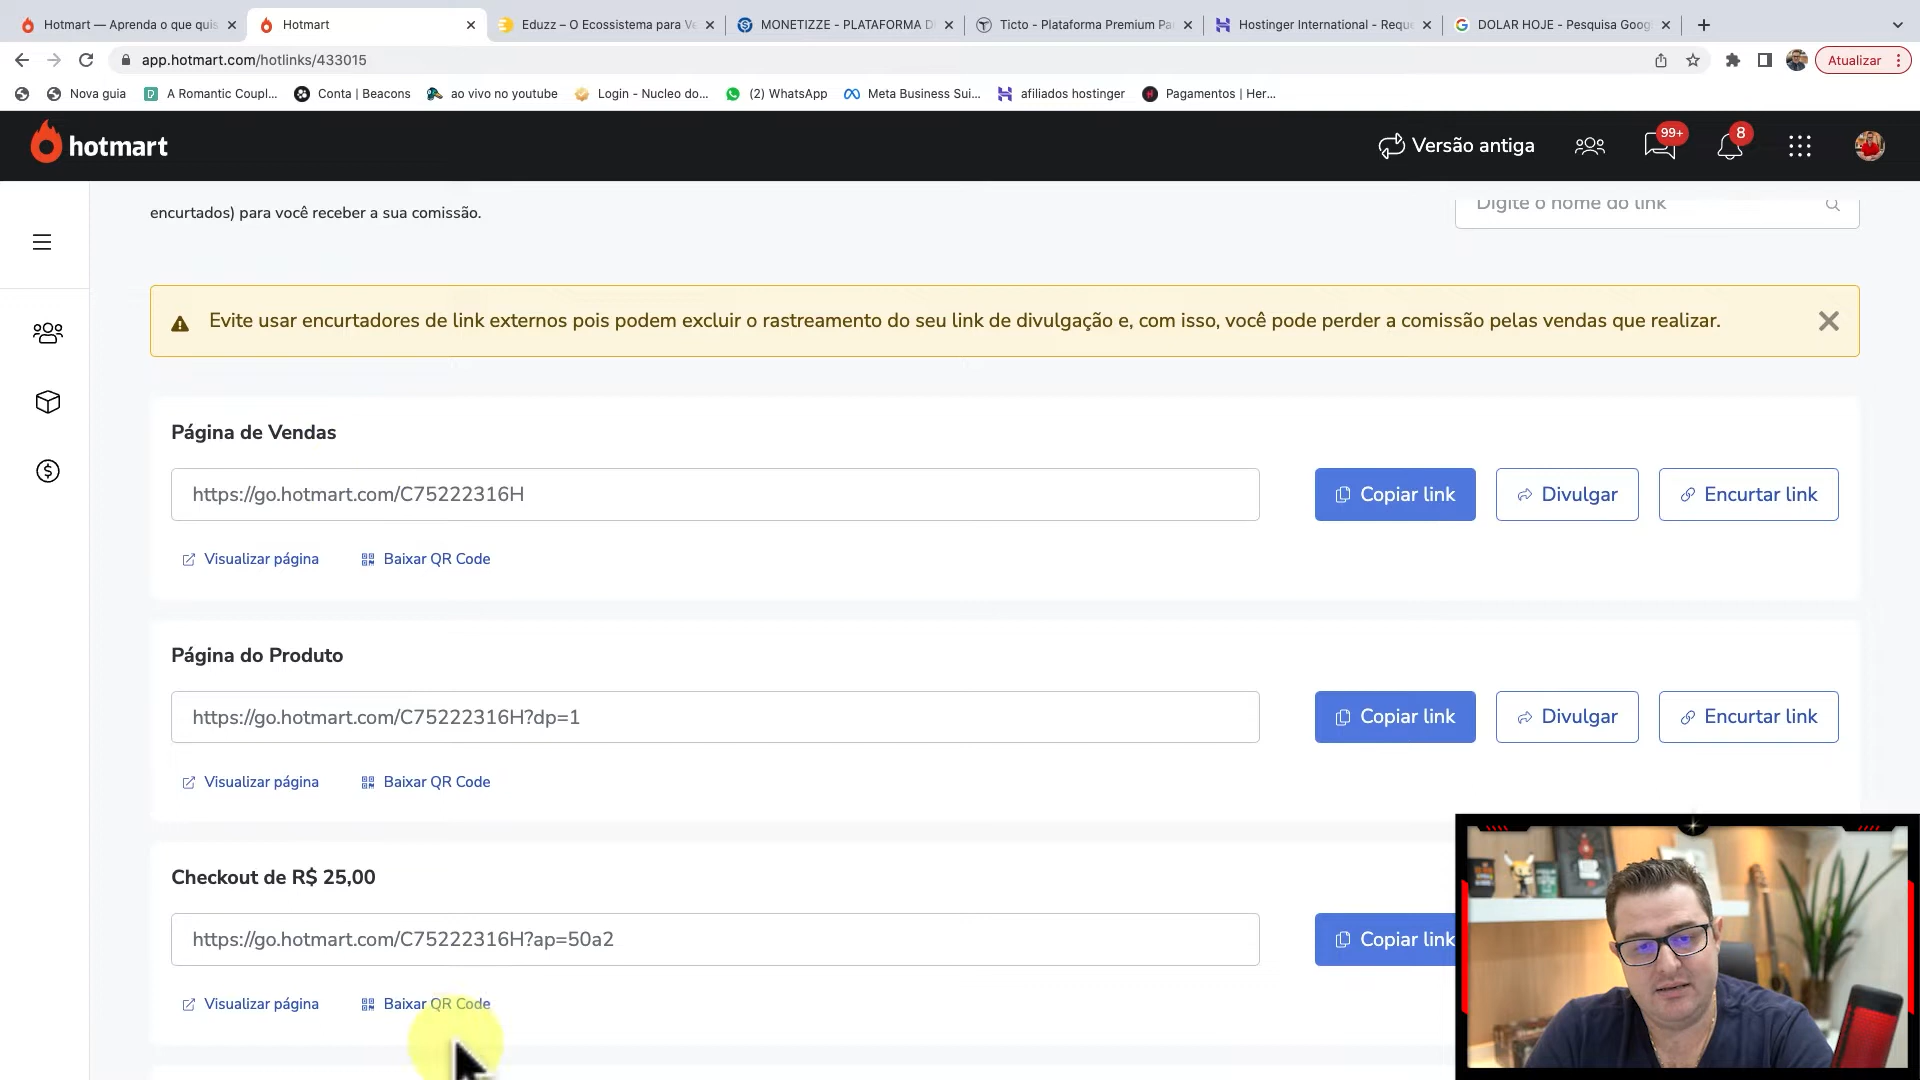 Hotmart — Aprenda o que quis
Hotmart
Eduzz – O Ecossistema para Ve
MONETIZZE - PLATAFORMA D
Ticto - Plataforma Premium Pa
Hostinger International - Reque
DOLAR HOJE - Pesquisa Goog
app.hotmart.com/hotlinks/433015
Atualizar
Nova guia
A Romantic Coupl...
Conta | Beacons
ao vivo no youtube
Login - Nucleo do...
(2) WhatsApp
Meta Business Sui...
afiliados hostinger
Pagamentos | Her...
hotmart
Versão antiga
99+
8
encurtados) para você receber a sua comissão.
Digite o nome do link
Evite usar encurtadores de link externos pois podem excluir o rastreamento do seu link de divulgação e, com isso, você pode perder a comissão pelas vendas que realizar.
Página de Vendas
https://go.hotmart.com/C75222316H
Copiar link
Divulgar
Encurtar link
Visualizar página
Baixar QR Code
Página do Produto
https://go.hotmart.com/C75222316H?dp=1
Copiar link
Divulgar
Encurtar link
Visualizar página
Baixar QR Code
Checkout de R$ 25,00
https://go.hotmart.com/C75222316H?ap=50a2
Copiar link
Visualizar página
Baixar QR Code